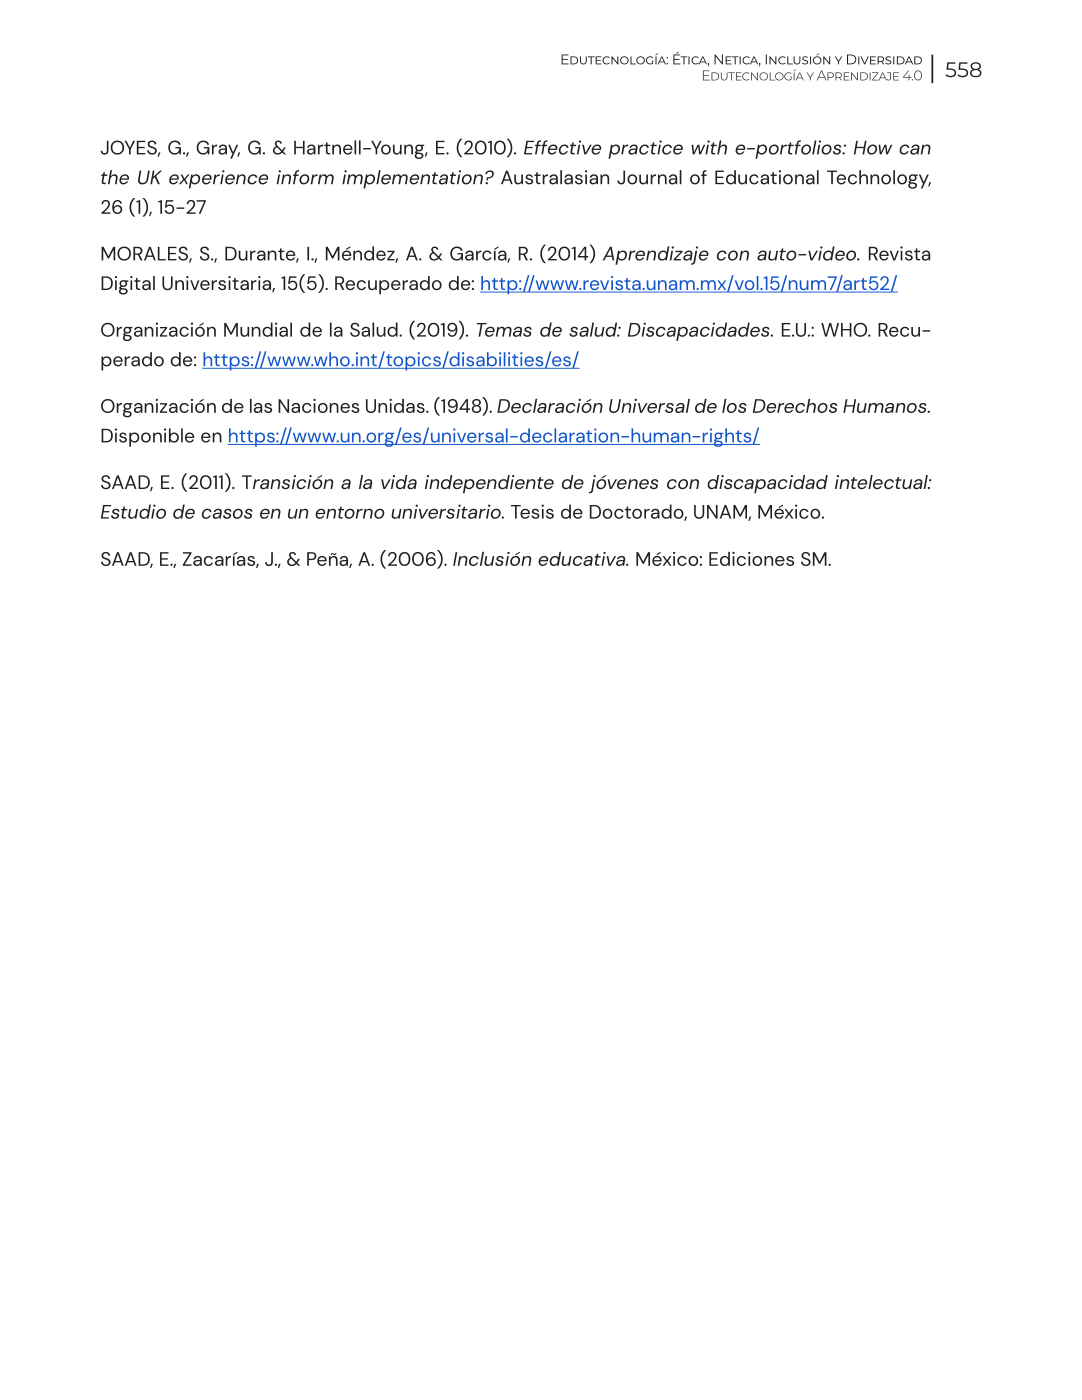 Edutecnología: Ética, Netica, Inclusión y Diversidad
Edutecnología y Aprendizaje 4.0
558
JOYES, G., Gray, G. & Hartnell-Young, E. (2010). Effective practice with e-portfolios: How can
the UK experience inform implementation? Australasian Journal of Educational Technology,
26 (1), 15-27
MORALES, S., Durante, I., Méndez, A. & García, R. (2014) Aprendizaje con auto-video. Revista
Digital Universitaria, 15(5). Recuperado de: http://www.revista.unam.mx/vol.15/num7/art52/
Organización Mundial de la Salud. (2019). Temas de salud: Discapacidades. E.U.: WHO. Recu-
perado de: https://www.who.int/topics/disabilities/es/
Organización de las Naciones Unidas. (1948). Declaración Universal de los Derechos Humanos.
Disponible en https://www.un.org/es/universal-declaration-human-rights/
SAAD, E. (2011). Transición a la vida independiente de jóvenes con discapacidad intelectual:
Estudio de casos en un entorno universitario. Tesis de Doctorado, UNAM, México.
SAAD, E., Zacarías, J., & Peña, A. (2006). Inclusión educativa. México: Ediciones SM.